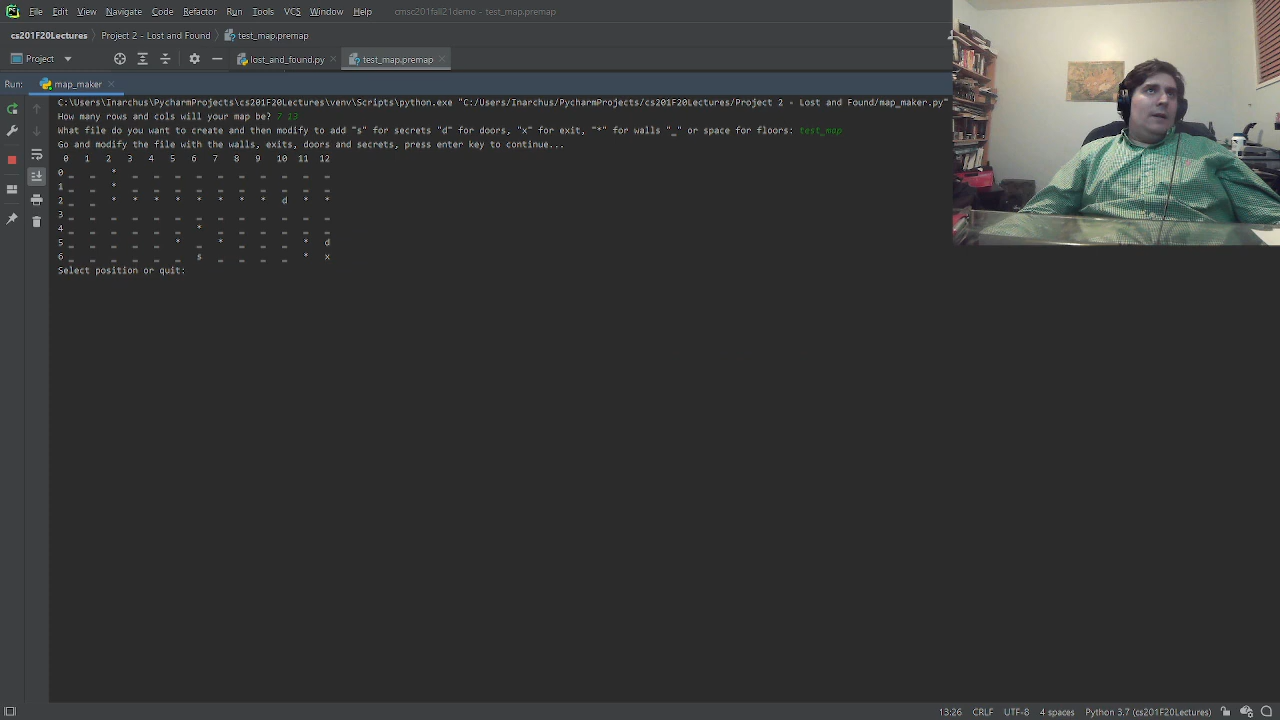 File Edit View Navigate Code Refactor Run Tools VCS Window Help cmsc201fall21demo - test_map.premap
cs201F20Lectures Project 2 - Lost and Found test_map.premap
Project lost_and_found.py test_map.premap
Run: map_maker
C:\Users\Inarchus\PycharmProjects\cs201F20Lectures\venv\Scripts\python.exe "C:/Users/Inarchus/PycharmProjects/cs201F20Lectures/Project 2 - Lost and Found/map_maker.py"
How many rows and cols will your map be? 7 13
What file do you want to create and then modify to add "s" for secrets "d" for doors, "x" for exit, "*" for walls "_" or space for floors: test_map
Go and modify the file with the walls, exits, doors and secrets, press enter key to continue...
0 1 2 3 4 5 6 7 8 9 10 11 12
0 _ _ * _ _ _ _ _ _ _ _ _ _
1 _ _ * _ _ _ _ _ _ _ _ _ _
2 _ _ * * * * * * * * d * *
3 _ _ _ _ _ _ _ _ _ _ _ _ _
4 _ _ _ _ _ _ * _ _ _ _ _ _
5 _ _ _ _ _ * _ * _ _ _ * d
6 _ _ _ _ _ _ s _ _ _ _ * x
Select position or quit:
13:26 CRLF UTF-8 4 spaces Python 3.7 (cs201F20Lectures)